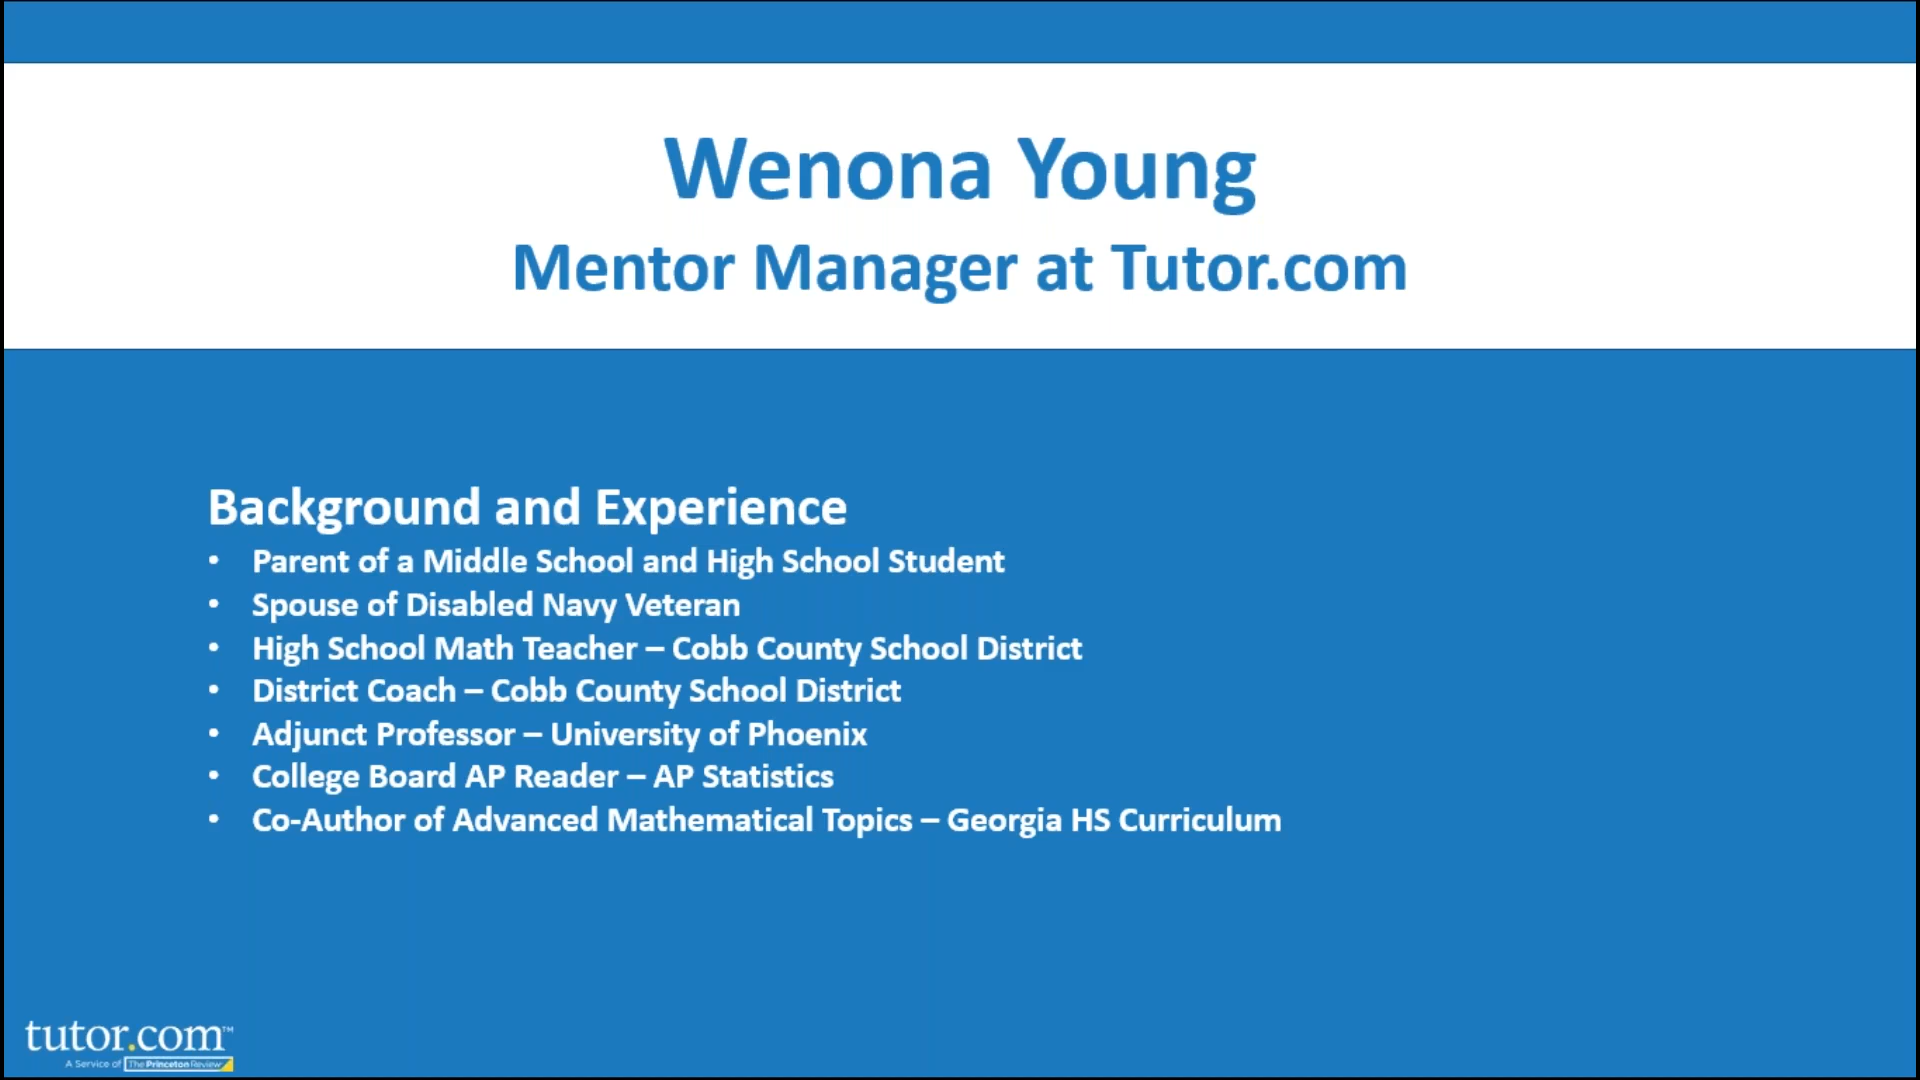 Wenona Young
Mentor Manager at Tutor.com
Background and Experience
• Parent of a Middle School and High School Student
• Spouse of Disabled Navy Veteran
• High School Math Teacher – Cobb County School District
• District Coach – Cobb County School District
• Adjunct Professor – University of Phoenix
• College Board AP Reader – AP Statistics
• Co-Author of Advanced Mathematical Topics – Georgia HS Curriculum
tutor.com™
A Service of The Princeton Review